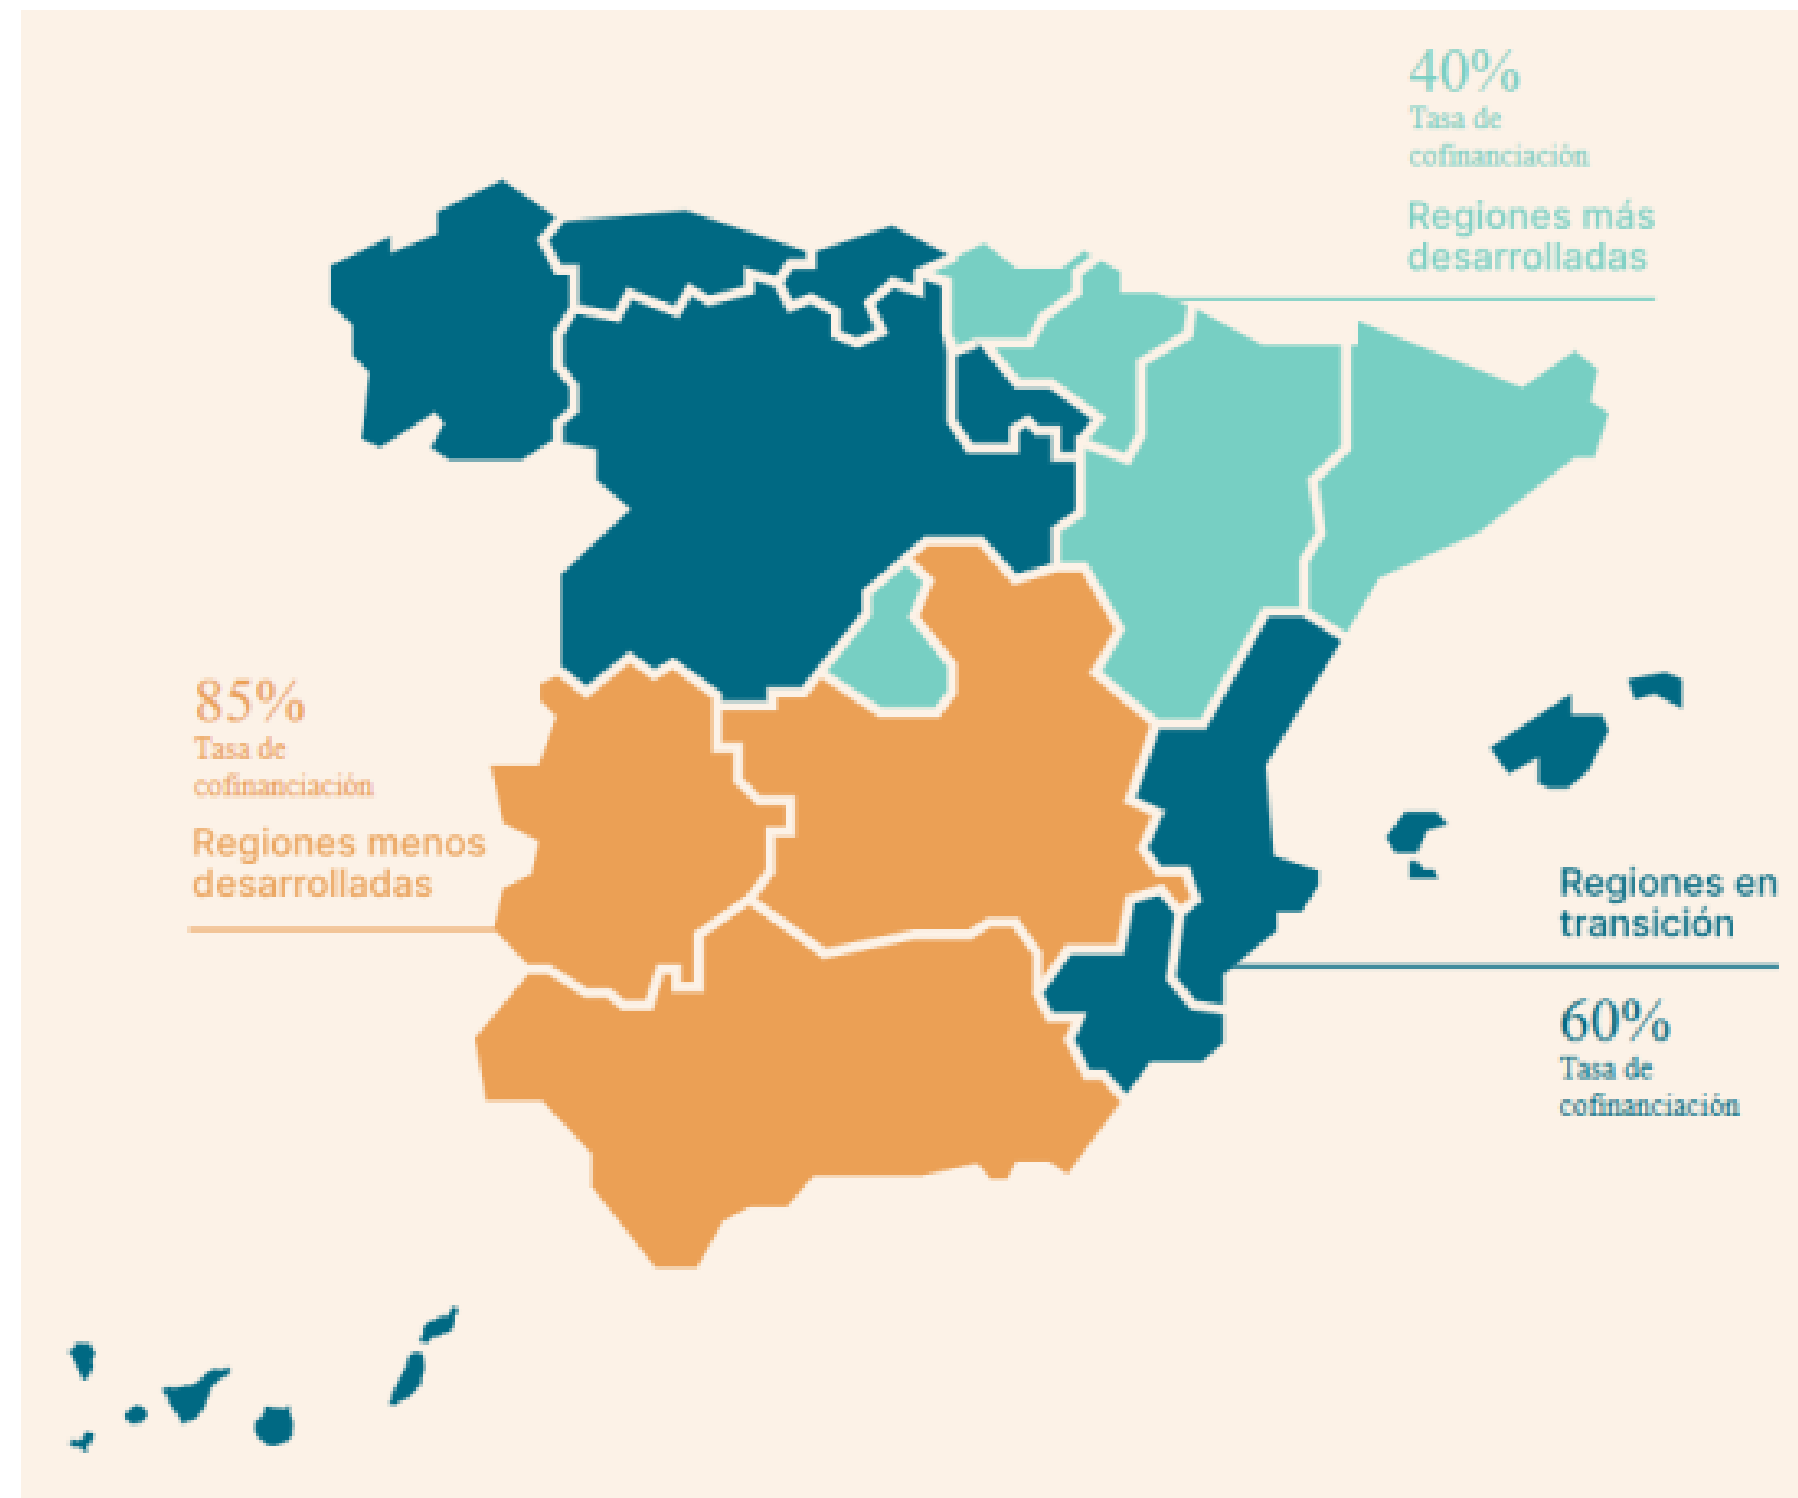 40%
Tasa de
cofinanciación
Regiones más
desarrolladas
85%
Tasa de
cofinanciación
Regiones menos
desarrolladas
Regiones en
transición
60%
Tasa de
cofinanciación